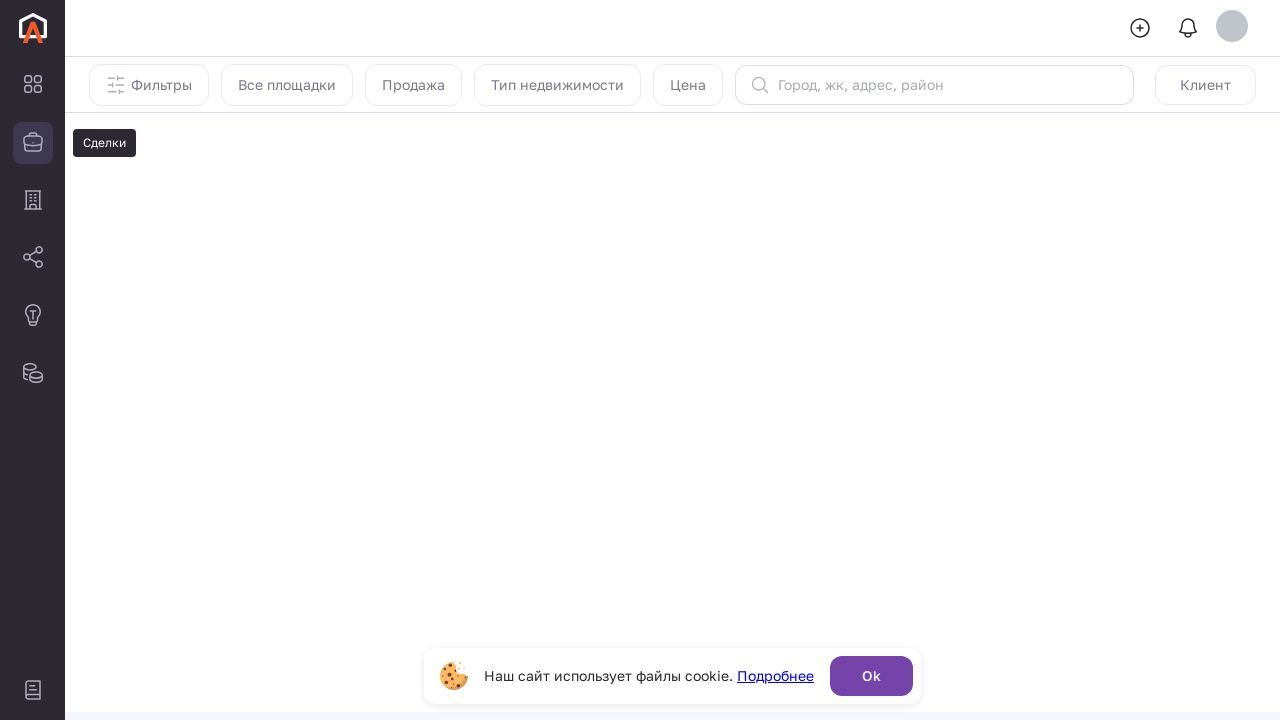 Фильтры
Все площадки
Продажа
Тип недвижимости
Цена
Город, жк, адрес, район
Клиент
Сделки
Наш сайт использует файлы cookie. Подробнее
Ok